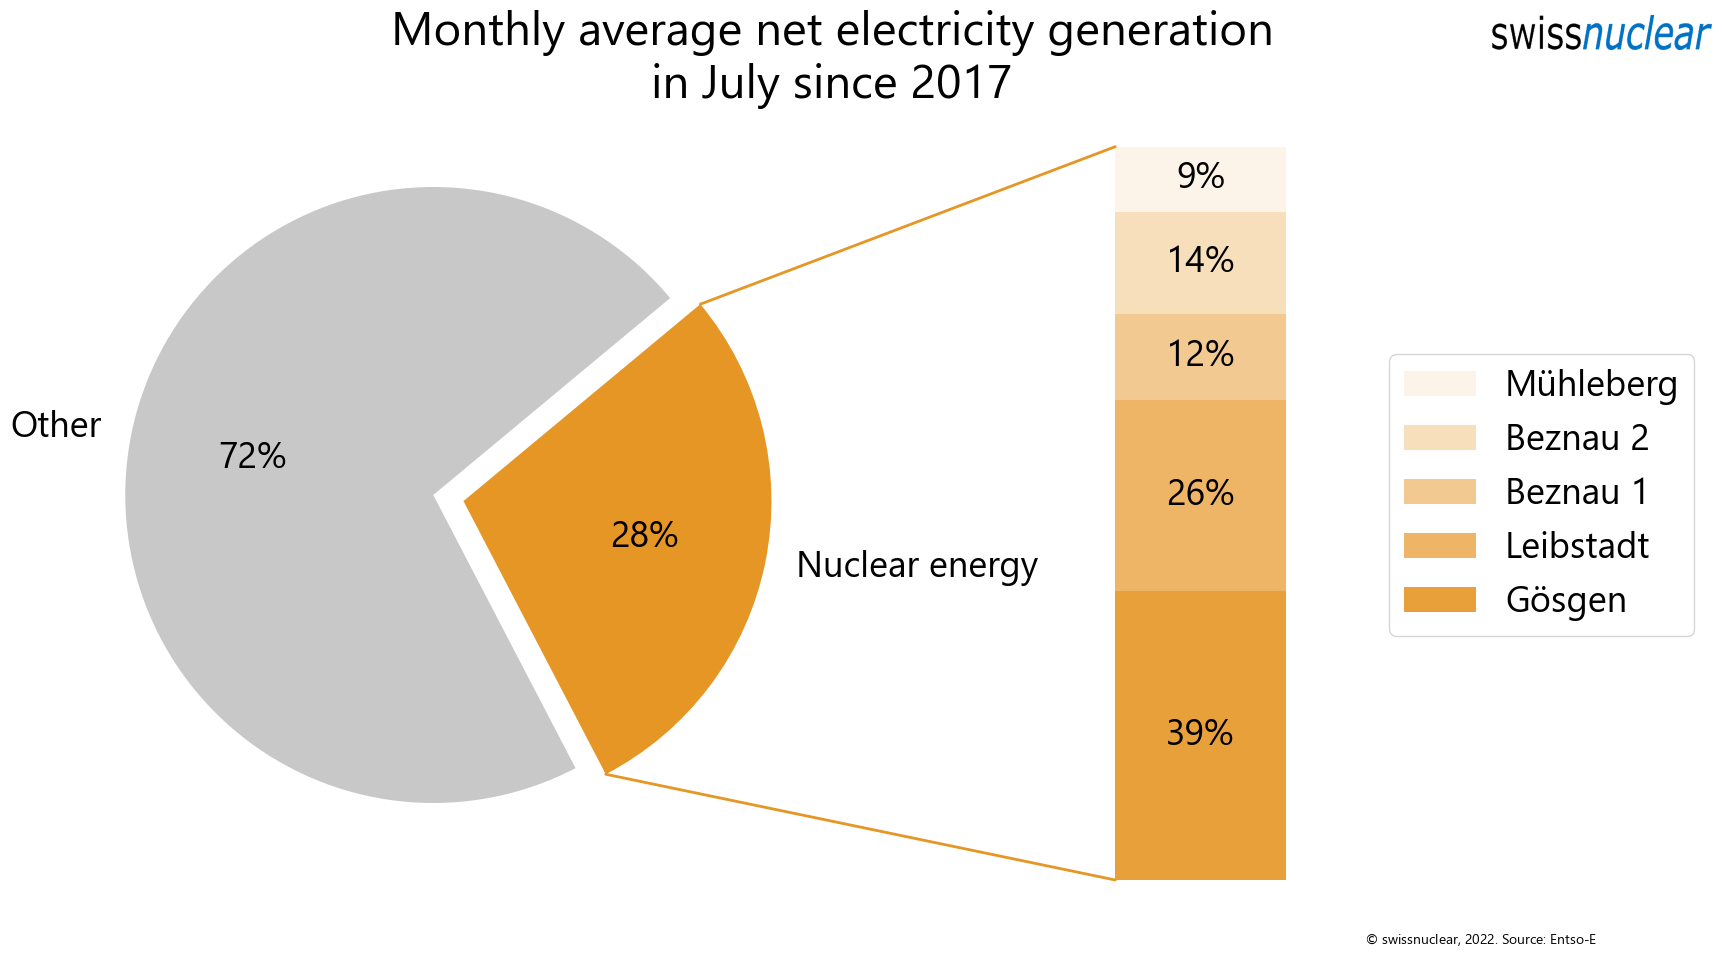 Monthly average net electricity generation
in July since 2017
swissnuclear
Other
72%
28%
Nuclear energy
9%
14%
12%
26%
39%
Mühleberg
Beznau 2
Beznau 1
Leibstadt
Gösgen
© swissnuclear, 2022. Source: Entso-E